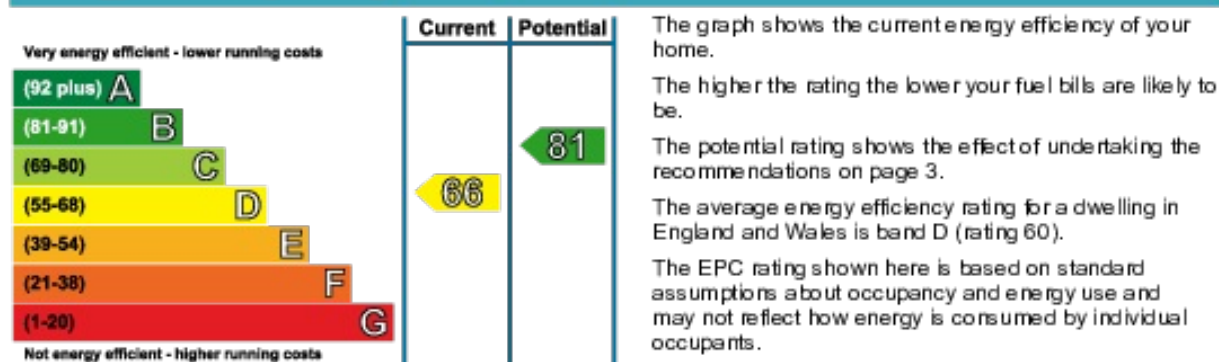 Current Potential
Very energy efficient - lower running costs
(92 plus) A
(81-91) B
(69-80) C
(55-68) D
(39-54) E
(21-38) F
(1-20) G
Not energy efficient - higher running costs
66
81
The graph shows the current energy efficiency of your
home.
The higher the rating the lower your fuel bills are likely to
be.
The potential rating shows the effect of undertaking the
recommendations on page 3.
The average energy efficiency rating for a dwelling in
England and Wales is band D (rating 60).
The EPC rating shown here is based on standard
assumptions about occupancy and energy use and
may not reflect how energy is consumed by individual
occupants.